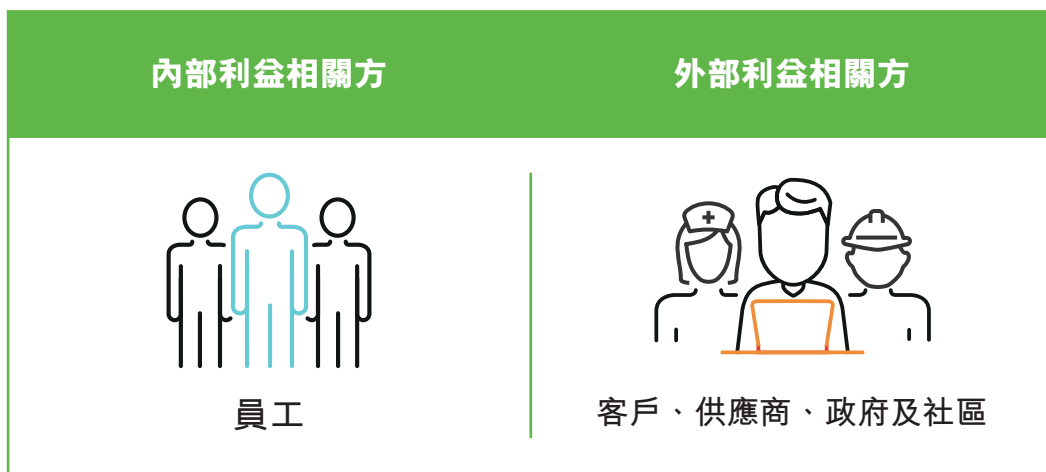 內部利益相關方
外部利益相關方
員工
客戶、供應商、政府及社區